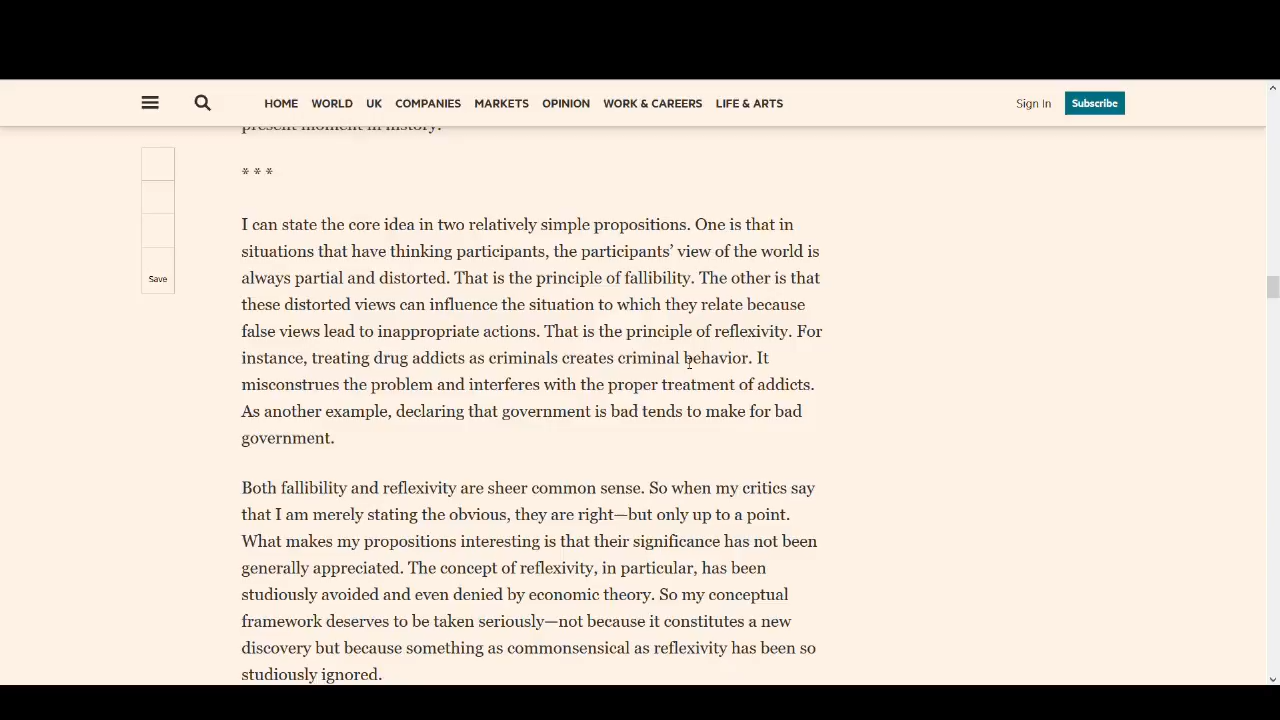 HOME WORLD UK COMPANIES MARKETS OPINION WORK & CAREERS LIFE & ARTS Sign In Subscribe
present moment in history.
* * *
Save
I can state the core idea in two relatively simple propositions. One is that in
situations that have thinking participants, the participants’ view of the world is
always partial and distorted. That is the principle of fallibility. The other is that
these distorted views can influence the situation to which they relate because
false views lead to inappropriate actions. That is the principle of reflexivity. For
instance, treating drug addicts as criminals creates criminal behavior. It
misconstrues the problem and interferes with the proper treatment of addicts.
As another example, declaring that government is bad tends to make for bad
government.
Both fallibility and reflexivity are sheer common sense. So when my critics say
that I am merely stating the obvious, they are right—but only up to a point.
What makes my propositions interesting is that their significance has not been
generally appreciated. The concept of reflexivity, in particular, has been
studiously avoided and even denied by economic theory. So my conceptual
framework deserves to be taken seriously—not because it constitutes a new
discovery but because something as commonsensical as reflexivity has been so
studiously ignored.